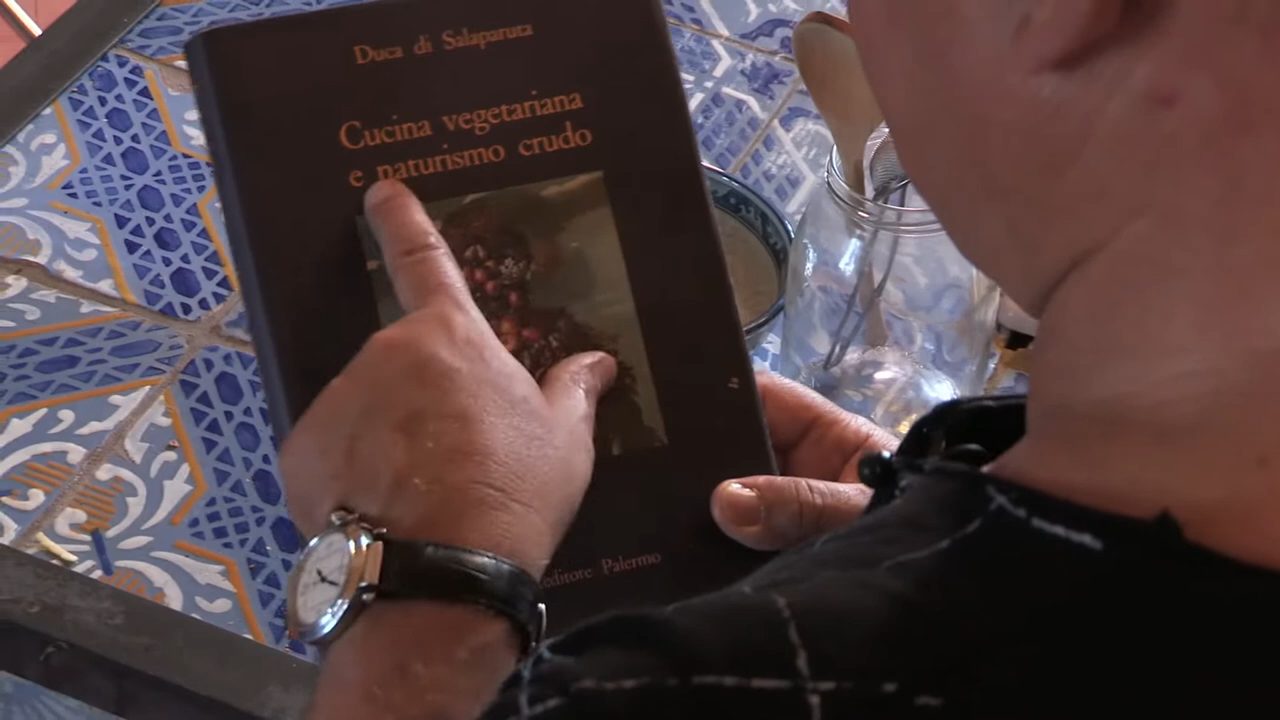 Duca di Salaparuta
Cucina vegetariana
e naturismo crudo
editore Palermo